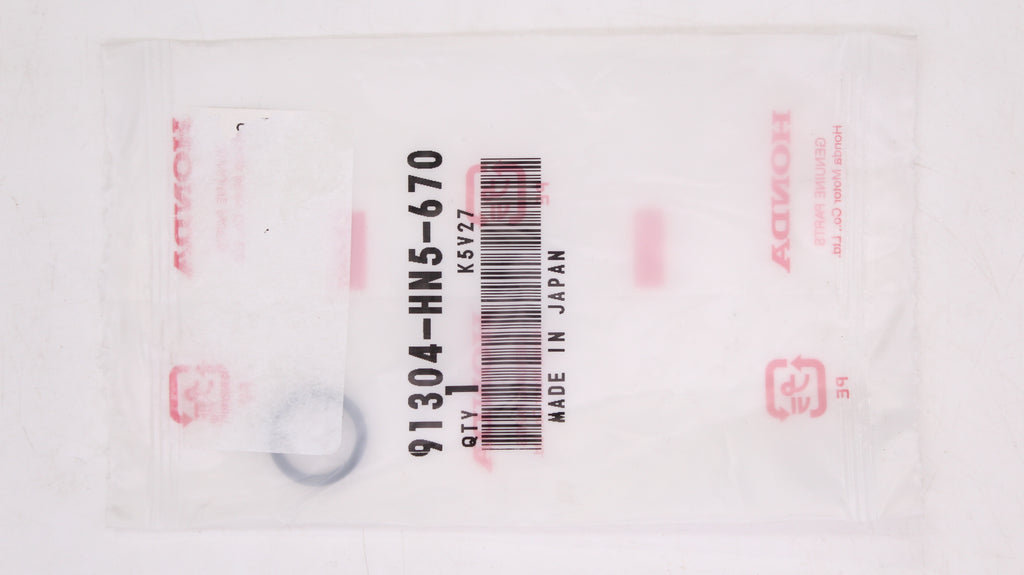 91304-HN5-670
QTY 1
K5V27
MADE IN JAPAN
HONDA
HONDA
GENUINE PARTS
Honda Motor Co., Ltd.
PE